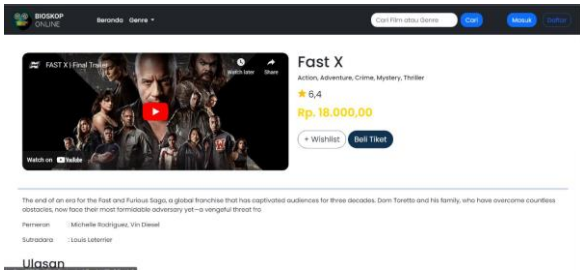 BIOSKOP
ONLINE
Beranda Genre
Cari Film atau Genre
Cari
Masuk
Daftar
FAST X | Final Trailer
Watch later Share
Watch on YouTube
Fast X
Action, Adventure, Crime, Mystery, Thriller
6,4
Rp. 18.000,00
+ Wishlist
Beli Tiket
The end of an era for the Fast and Furious Saga, a global franchise that has captivated audiences for three decades. Dom Toretto and his family, who have overcome countless
obstacles, now face their most formidable adversary yet—a vengeful threat fro
Pemeran : Michelle Rodriguez, Vin Diesel
Sutradara : Louis Leterrier
Ulasan